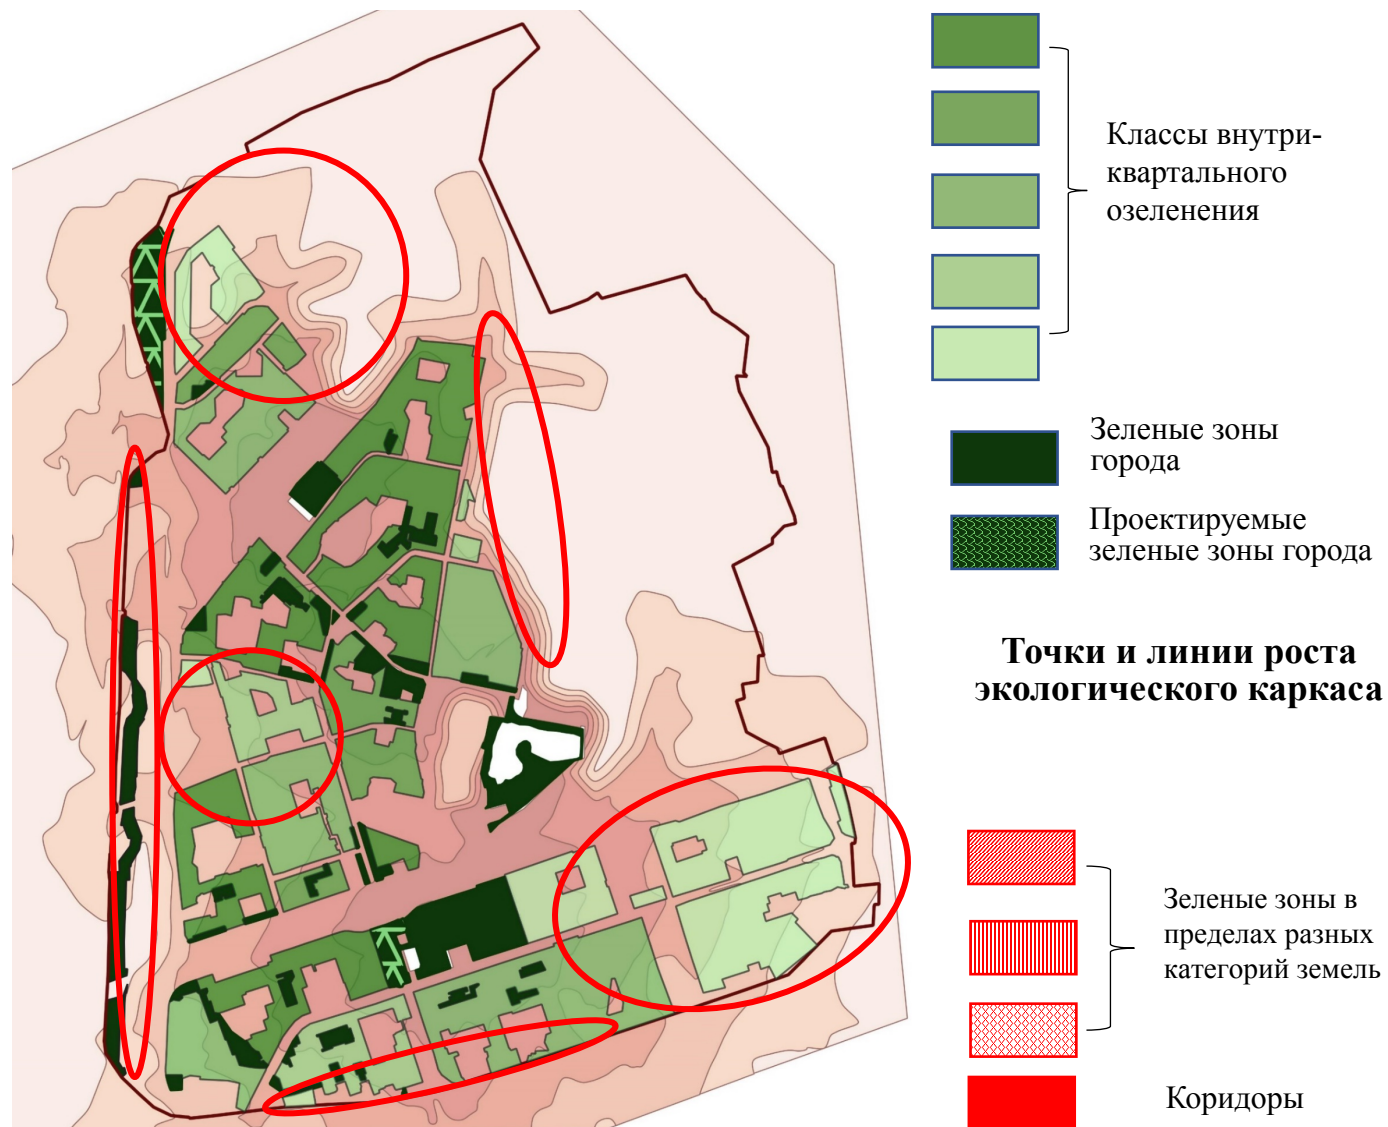 Классы внутри-
квартального
озеленения
Зеленые зоны
города
Проектируемые
зеленые зоны города
Точки и линии роста
экологического каркаса
Зеленые зоны в
пределах разных
категорий земель
Коридоры